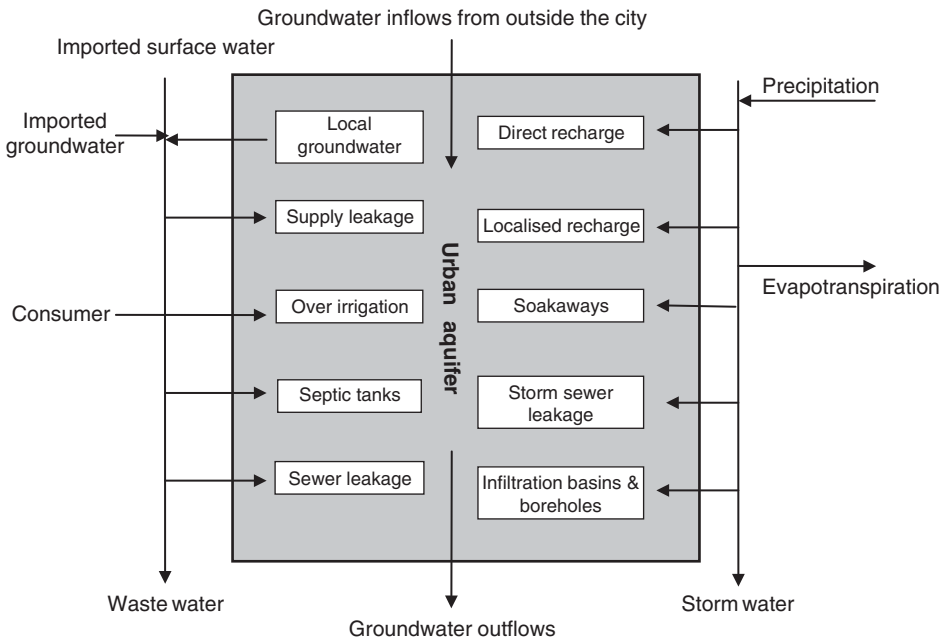 Groundwater inflows from outside the city
Imported surface water
Precipitation
Imported
groundwater
Local
groundwater
Direct recharge
Supply leakage
Localised recharge
Urban aquifer
Evapotranspiration
Consumer
Over irrigation
Soakaways
Septic tanks
Storm sewer
leakage
Sewer leakage
Infiltration basins &
boreholes
Waste water
Storm water
Groundwater outflows